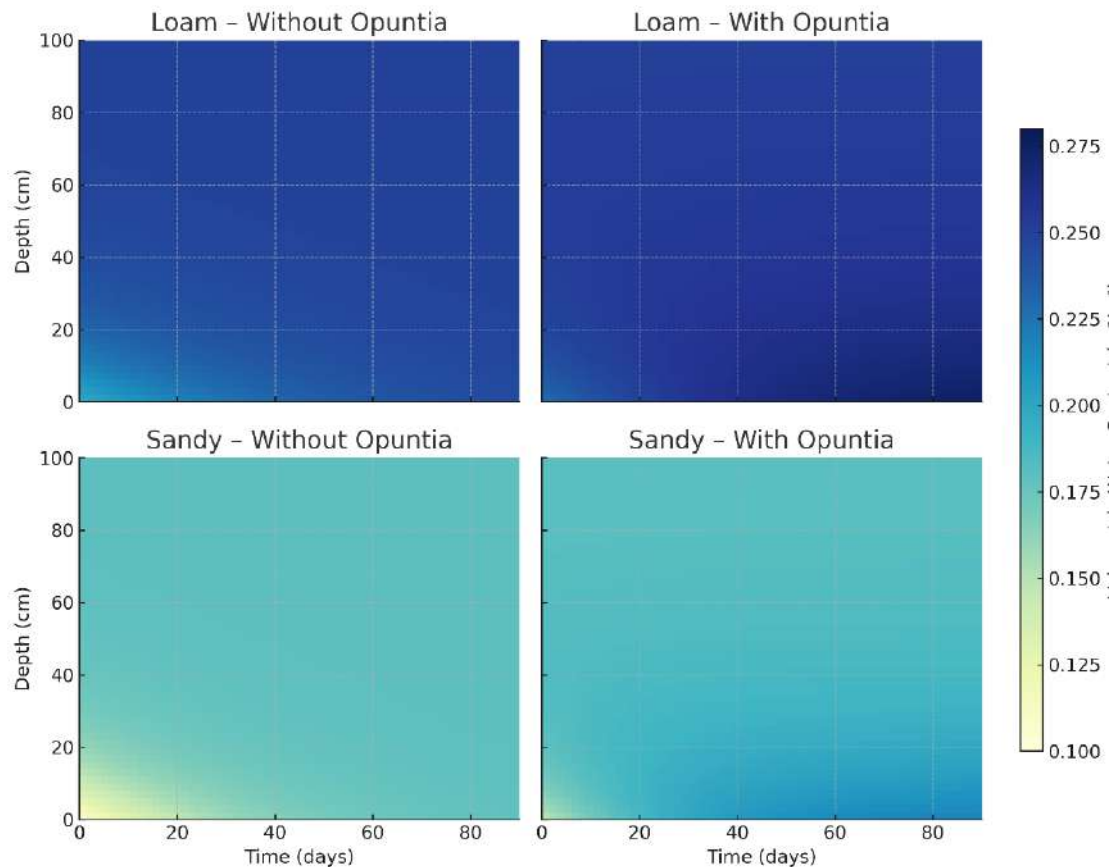 Loam – Without Opuntia
Loam – With Opuntia
100
80
60
40
20
0
Depth (cm)
Sandy – Without Opuntia
Sandy – With Opuntia
100
80
60
40
20
0
Depth (cm)
0 20 40 60 80
Time (days)
0 20 40 60 80
Time (days)
0.275
0.250
0.225
0.200
0.175
0.150
0.125
0.100